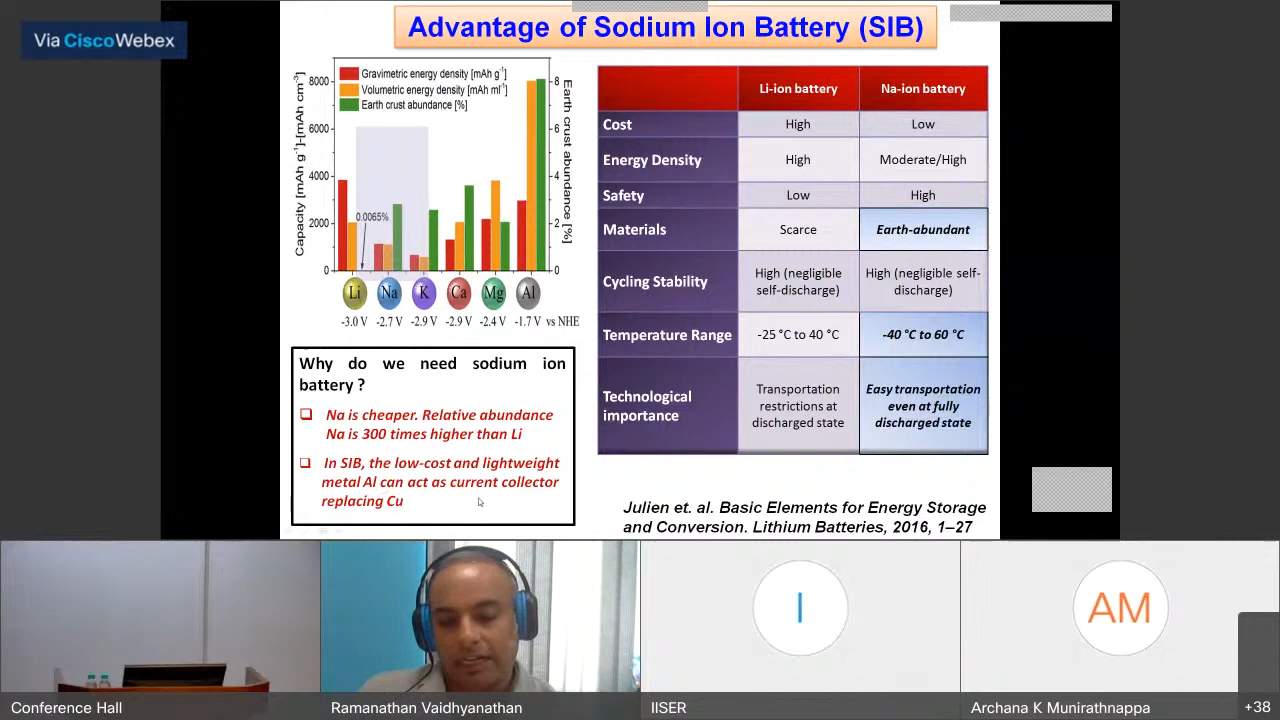 Via Cisco Webex
Advantage of Sodium Ion Battery (SIB)
Capacity [mAh g-1]-[mAh cm-3]
8000
6000
4000
2000
0
Gravimetric energy density [mAh g-1]
Volumetric energy density [mAh ml-1]
Earth crust abundance [%]
0.0065%
8
6
4
2
0
Earth crust abundance [%]
Li Na K Ca Mg Al
-3.0 V -2.7 V -2.9 V -2.9 V -2.4 V -1.7 V vs NHE
Why do we need sodium ion
battery ?
Na is cheaper. Relative abundance
Na is 300 times higher than Li
In SIB, the low-cost and lightweight
metal Al can act as current collector
replacing Cu
Li-ion battery Na-ion battery
Cost High Low
Energy Density High Moderate/High
Safety Low High
Materials Scarce Earth-abundant
Cycling Stability High (negligible self-discharge) High (negligible self-discharge)
Temperature Range -25 °C to 40 °C -40 °C to 60 °C
Technological importance Transportation restrictions at discharged state Easy transportation even at fully discharged state
Julien et. al. Basic Elements for Energy Storage
and Conversion. Lithium Batteries, 2016, 1–27
I
AM
Conference Hall
Ramanathan Vaidhyanathan
IISER
Archana K Munirathnappa
+38